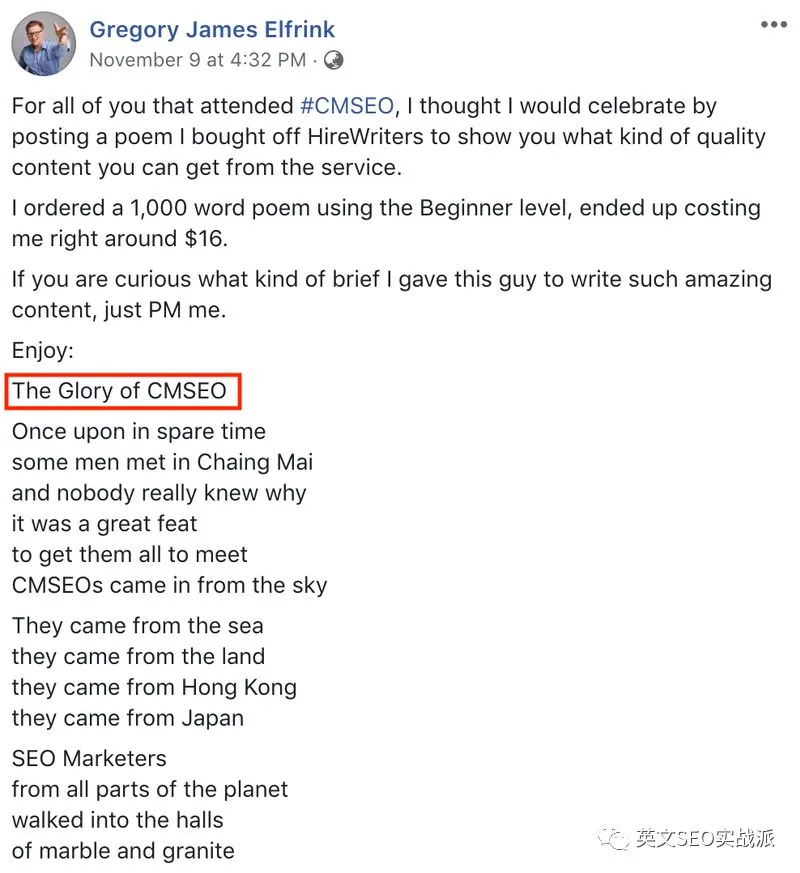 Gregory James Elfrink
November 9 at 4:32 PM ·
For all of you that attended #CMSEO, I thought I would celebrate by
posting a poem I bought off HireWriters to show you what kind of quality
content you can get from the service.
I ordered a 1,000 word poem using the Beginner level, ended up costing
me right around $16.
If you are curious what kind of brief I gave this guy to write such amazing
content, just PM me.
Enjoy:
The Glory of CMSEO
Once upon in spare time
some men met in Chaing Mai
and nobody really knew why
it was a great feat
to get them all to meet
CMSEOs came in from the sky
They came from the sea
they came from the land
they came from Hong Kong
they came from Japan
SEO Marketers
from all parts of the planet
walked into the halls
of marble and granite
英文SEO实战派